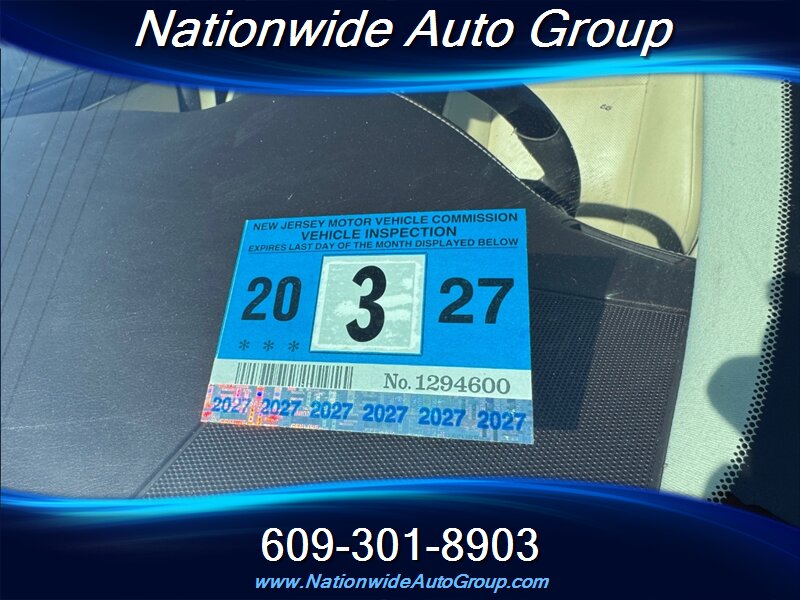 Nationwide Auto Group
NEW JERSEY MOTOR VEHICLE COMMISSION
VEHICLE INSPECTION
EXPIRES LAST DAY OF THE MONTH DISPLAYED BELOW
20 3 27
***
No. 1294600
2027 2027 2027 2027 2027 2027
609-301-8903
www.NationwideAutoGroup.com